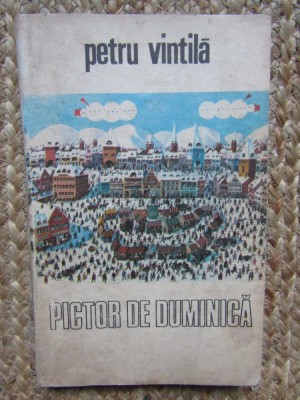 petru vintilă
PICTOR DE DUMINICĂ